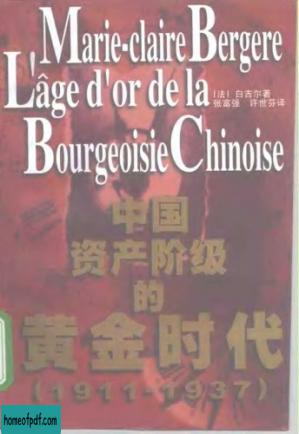 Marie-claire Bergere
L'âge d'or de la
[法] 白吉尔著
张富强 许世芬译
Bourgeoisie Chinoise
中国
资产阶级
的
黄金时代
(1911-1937)
homeofpdf.com